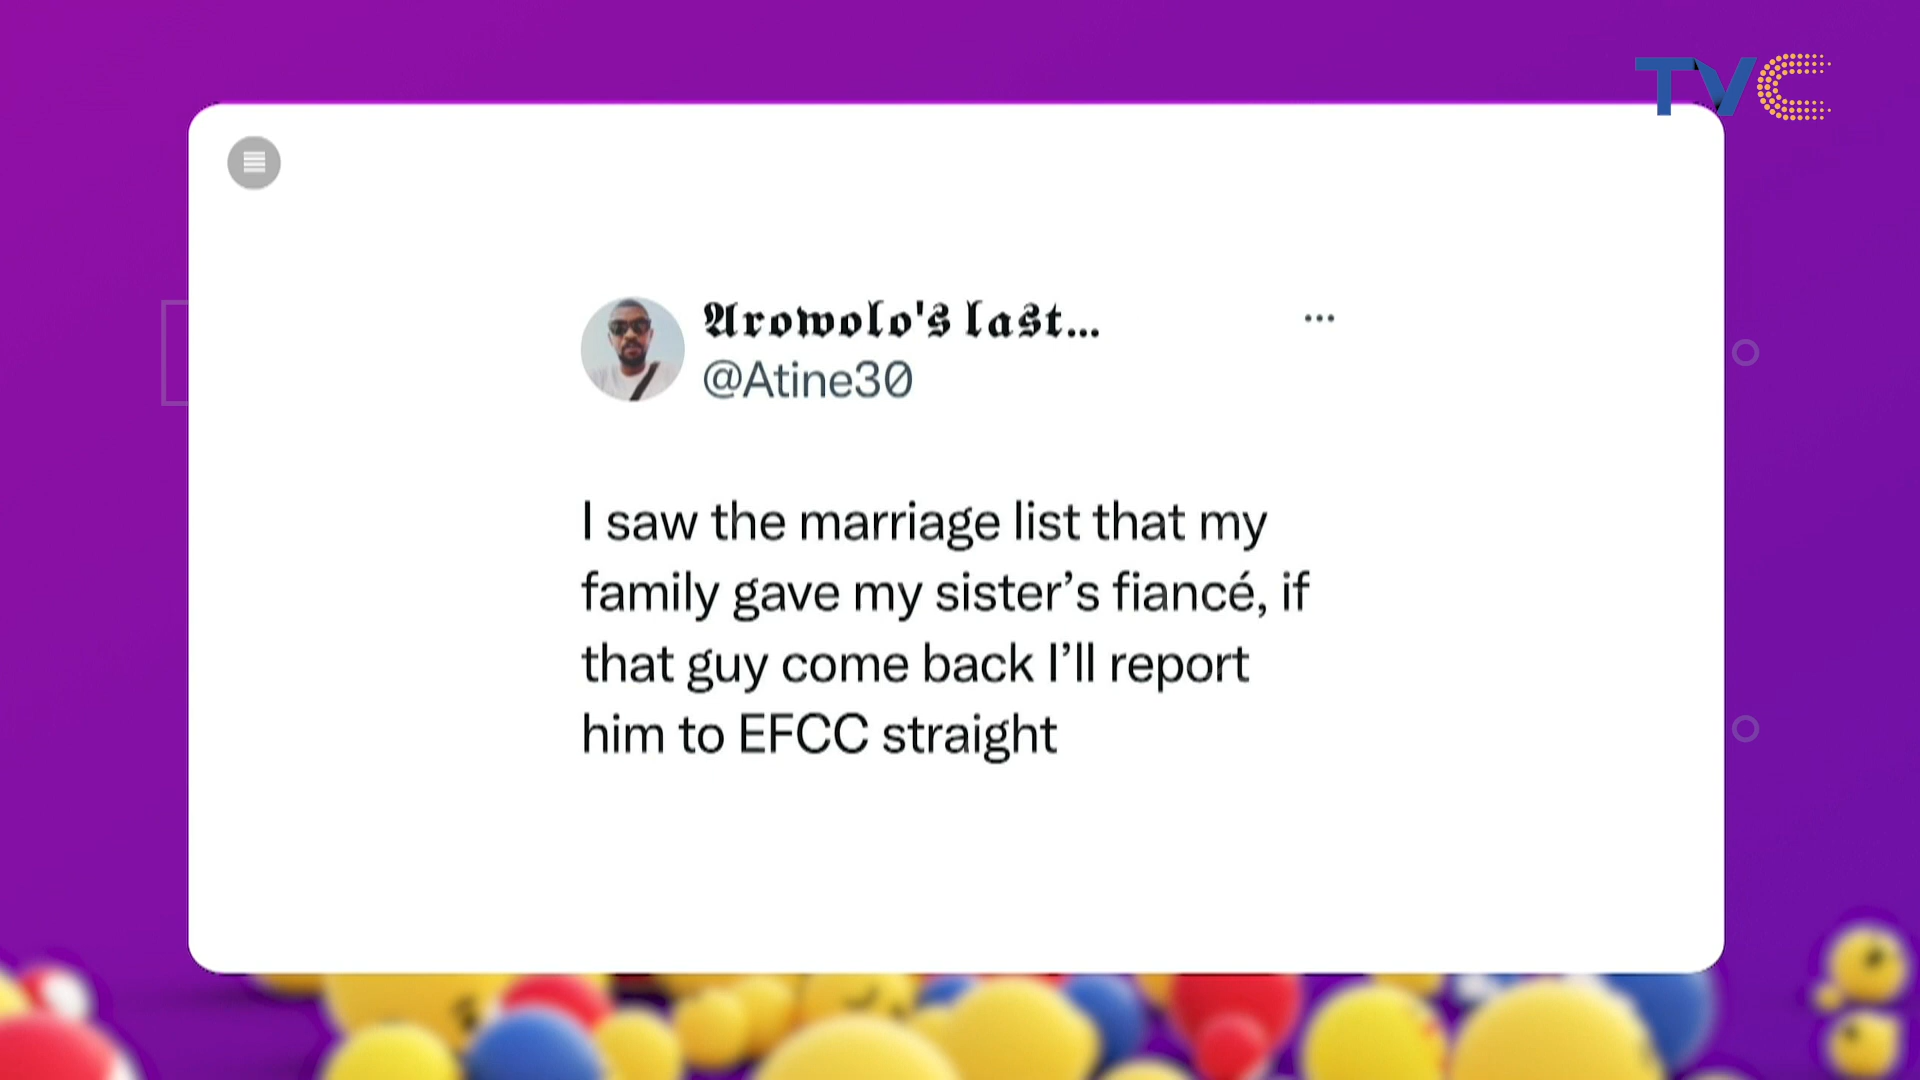 TVC
𝕬𝖗𝖔𝖜𝖔𝖑𝖔'𝖘 𝖑𝖆𝖘𝖙...
@Atine30
I saw the marriage list that my
family gave my sister’s fiancé, if
that guy come back I’ll report
him to EFCC straight